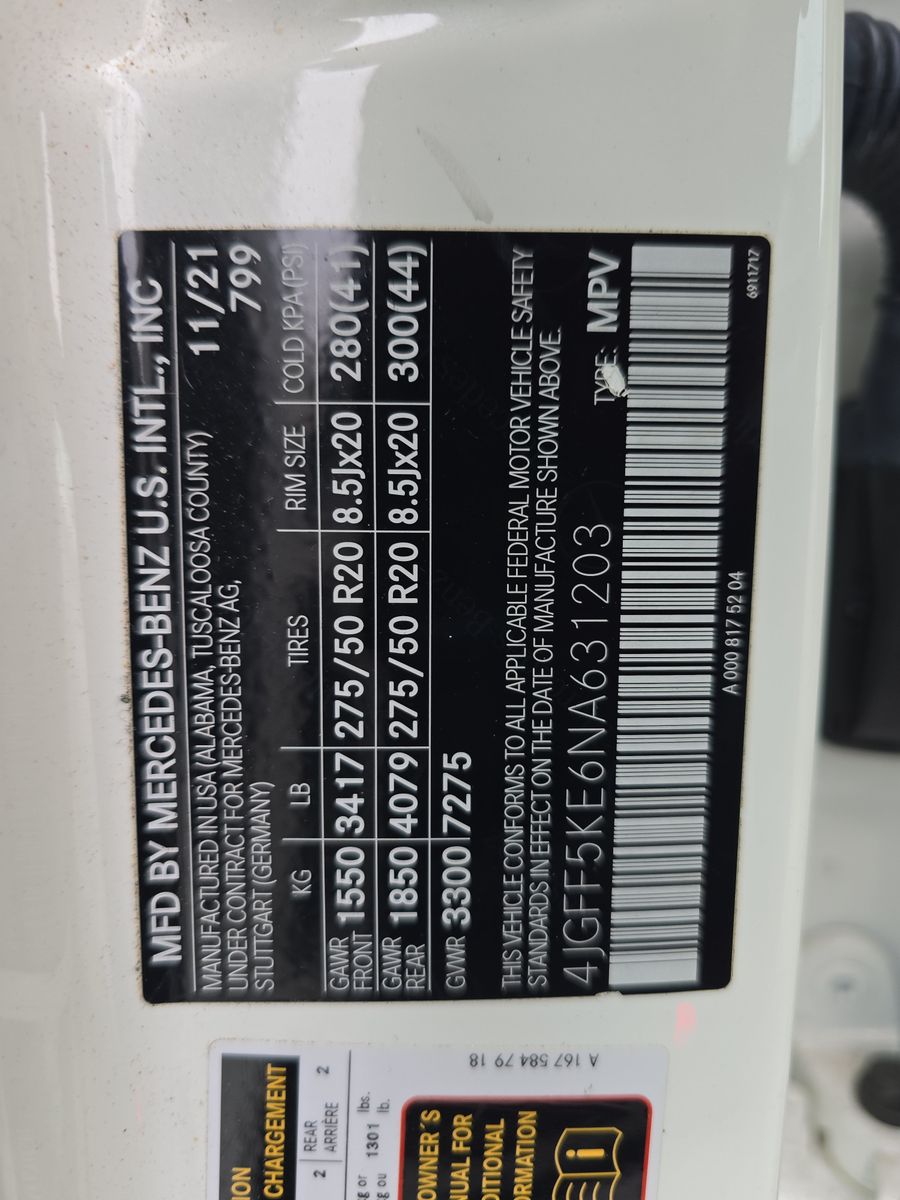 MFD BY MERCEDES-BENZ U.S. INTL., INC
MANUFACTURED IN USA (ALABAMA, TUSCALOOSA COUNTY) 11/21
UNDER CONTRACT FOR MERCEDES-BENZ AG, 799
STUTTGART (GERMANY)
KG LB TIRES RIM SIZE COLD KPA(PSI)
GAWR FRONT 1550 3417 275/50 R20 8.5Jx20 280(41)
GAWR REAR 1850 4079 275/50 R20 8.5Jx20 300(44)
GVWR 3300 7275
THIS VEHICLE CONFORMS TO ALL APPLICABLE FEDERAL MOTOR VEHICLE SAFETY
STANDARDS IN EFFECT ON THE DATE OF MANUFACTURE SHOWN ABOVE.
4JGFF5KE6NA631203 TYPE: MPV
A 000 817 52 04
6911717
ION
CHARGEMENT
2 REAR 2
ARRIÈRE
g or 1301 lbs.
g ou lb.
OWNER'S
NUAL FOR
DITIONAL
ORMATION
A 167 584 79 18